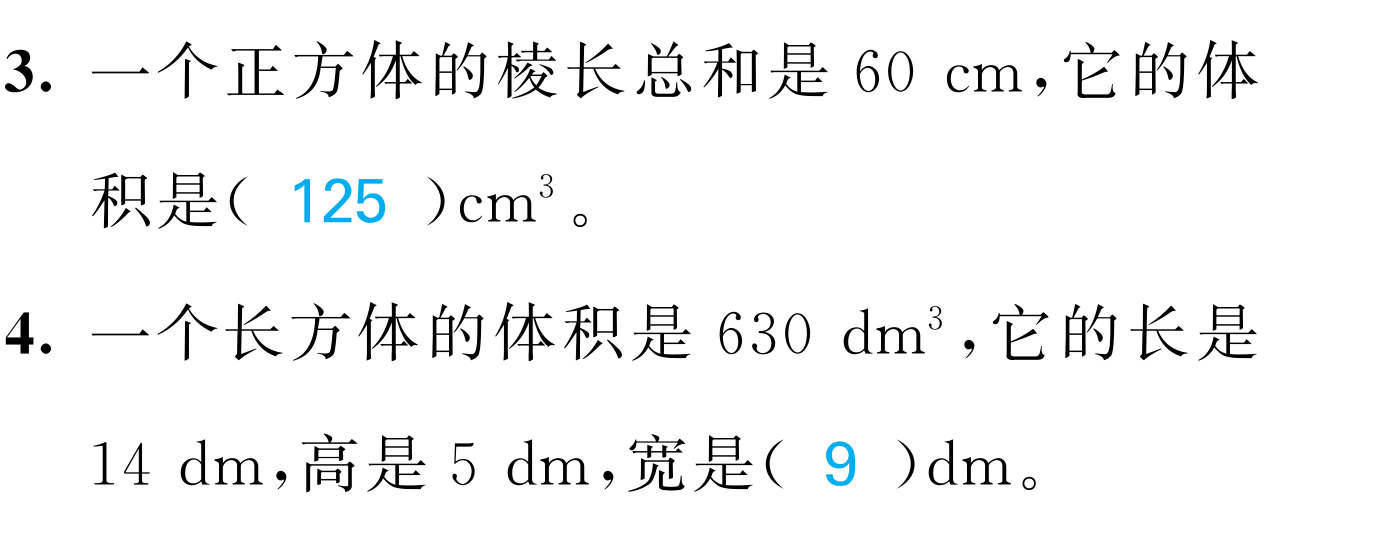 3. 一个正方体的棱长总和是 60 cm,它的体
积是( 125 )cm³。
4. 一个长方体的体积是 630 dm³,它的长是
14 dm,高是 5 dm,宽是( 9 )dm。